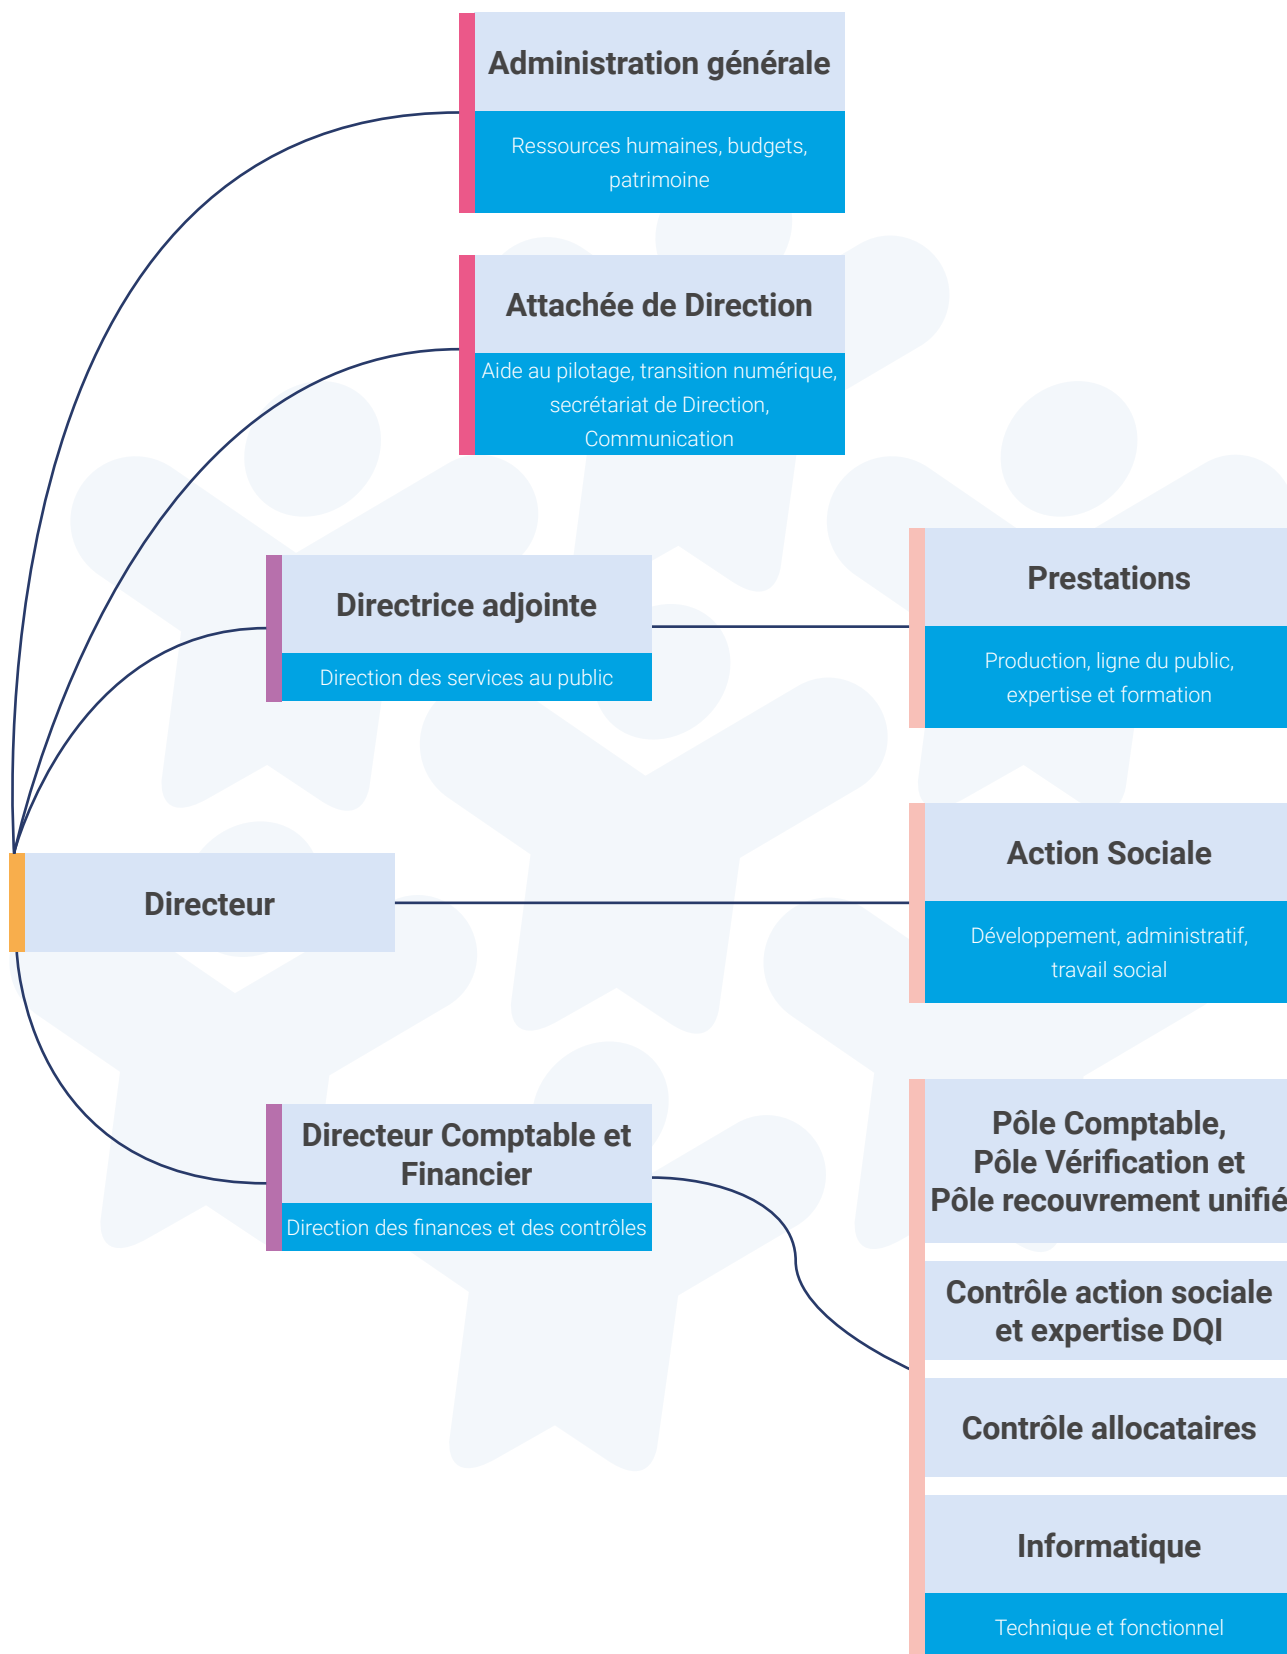 Administration générale
Ressources humaines, budgets,
patrimoine
Attachée de Direction
Aide au pilotage, transition numérique,
secrétariat de Direction,
Communication
Directrice adjointe
Direction des services au public
Prestations
Production, ligne du public,
expertise et formation
Directeur
Action Sociale
Développement, administratif,
travail social
Directeur Comptable et
Financier
Direction des finances et des contrôles
Pôle Comptable,
Pôle Vérification et
Pôle recouvrement unifié
Contrôle action sociale
et expertise DQI
Contrôle allocataires
Informatique
Technique et fonctionnel